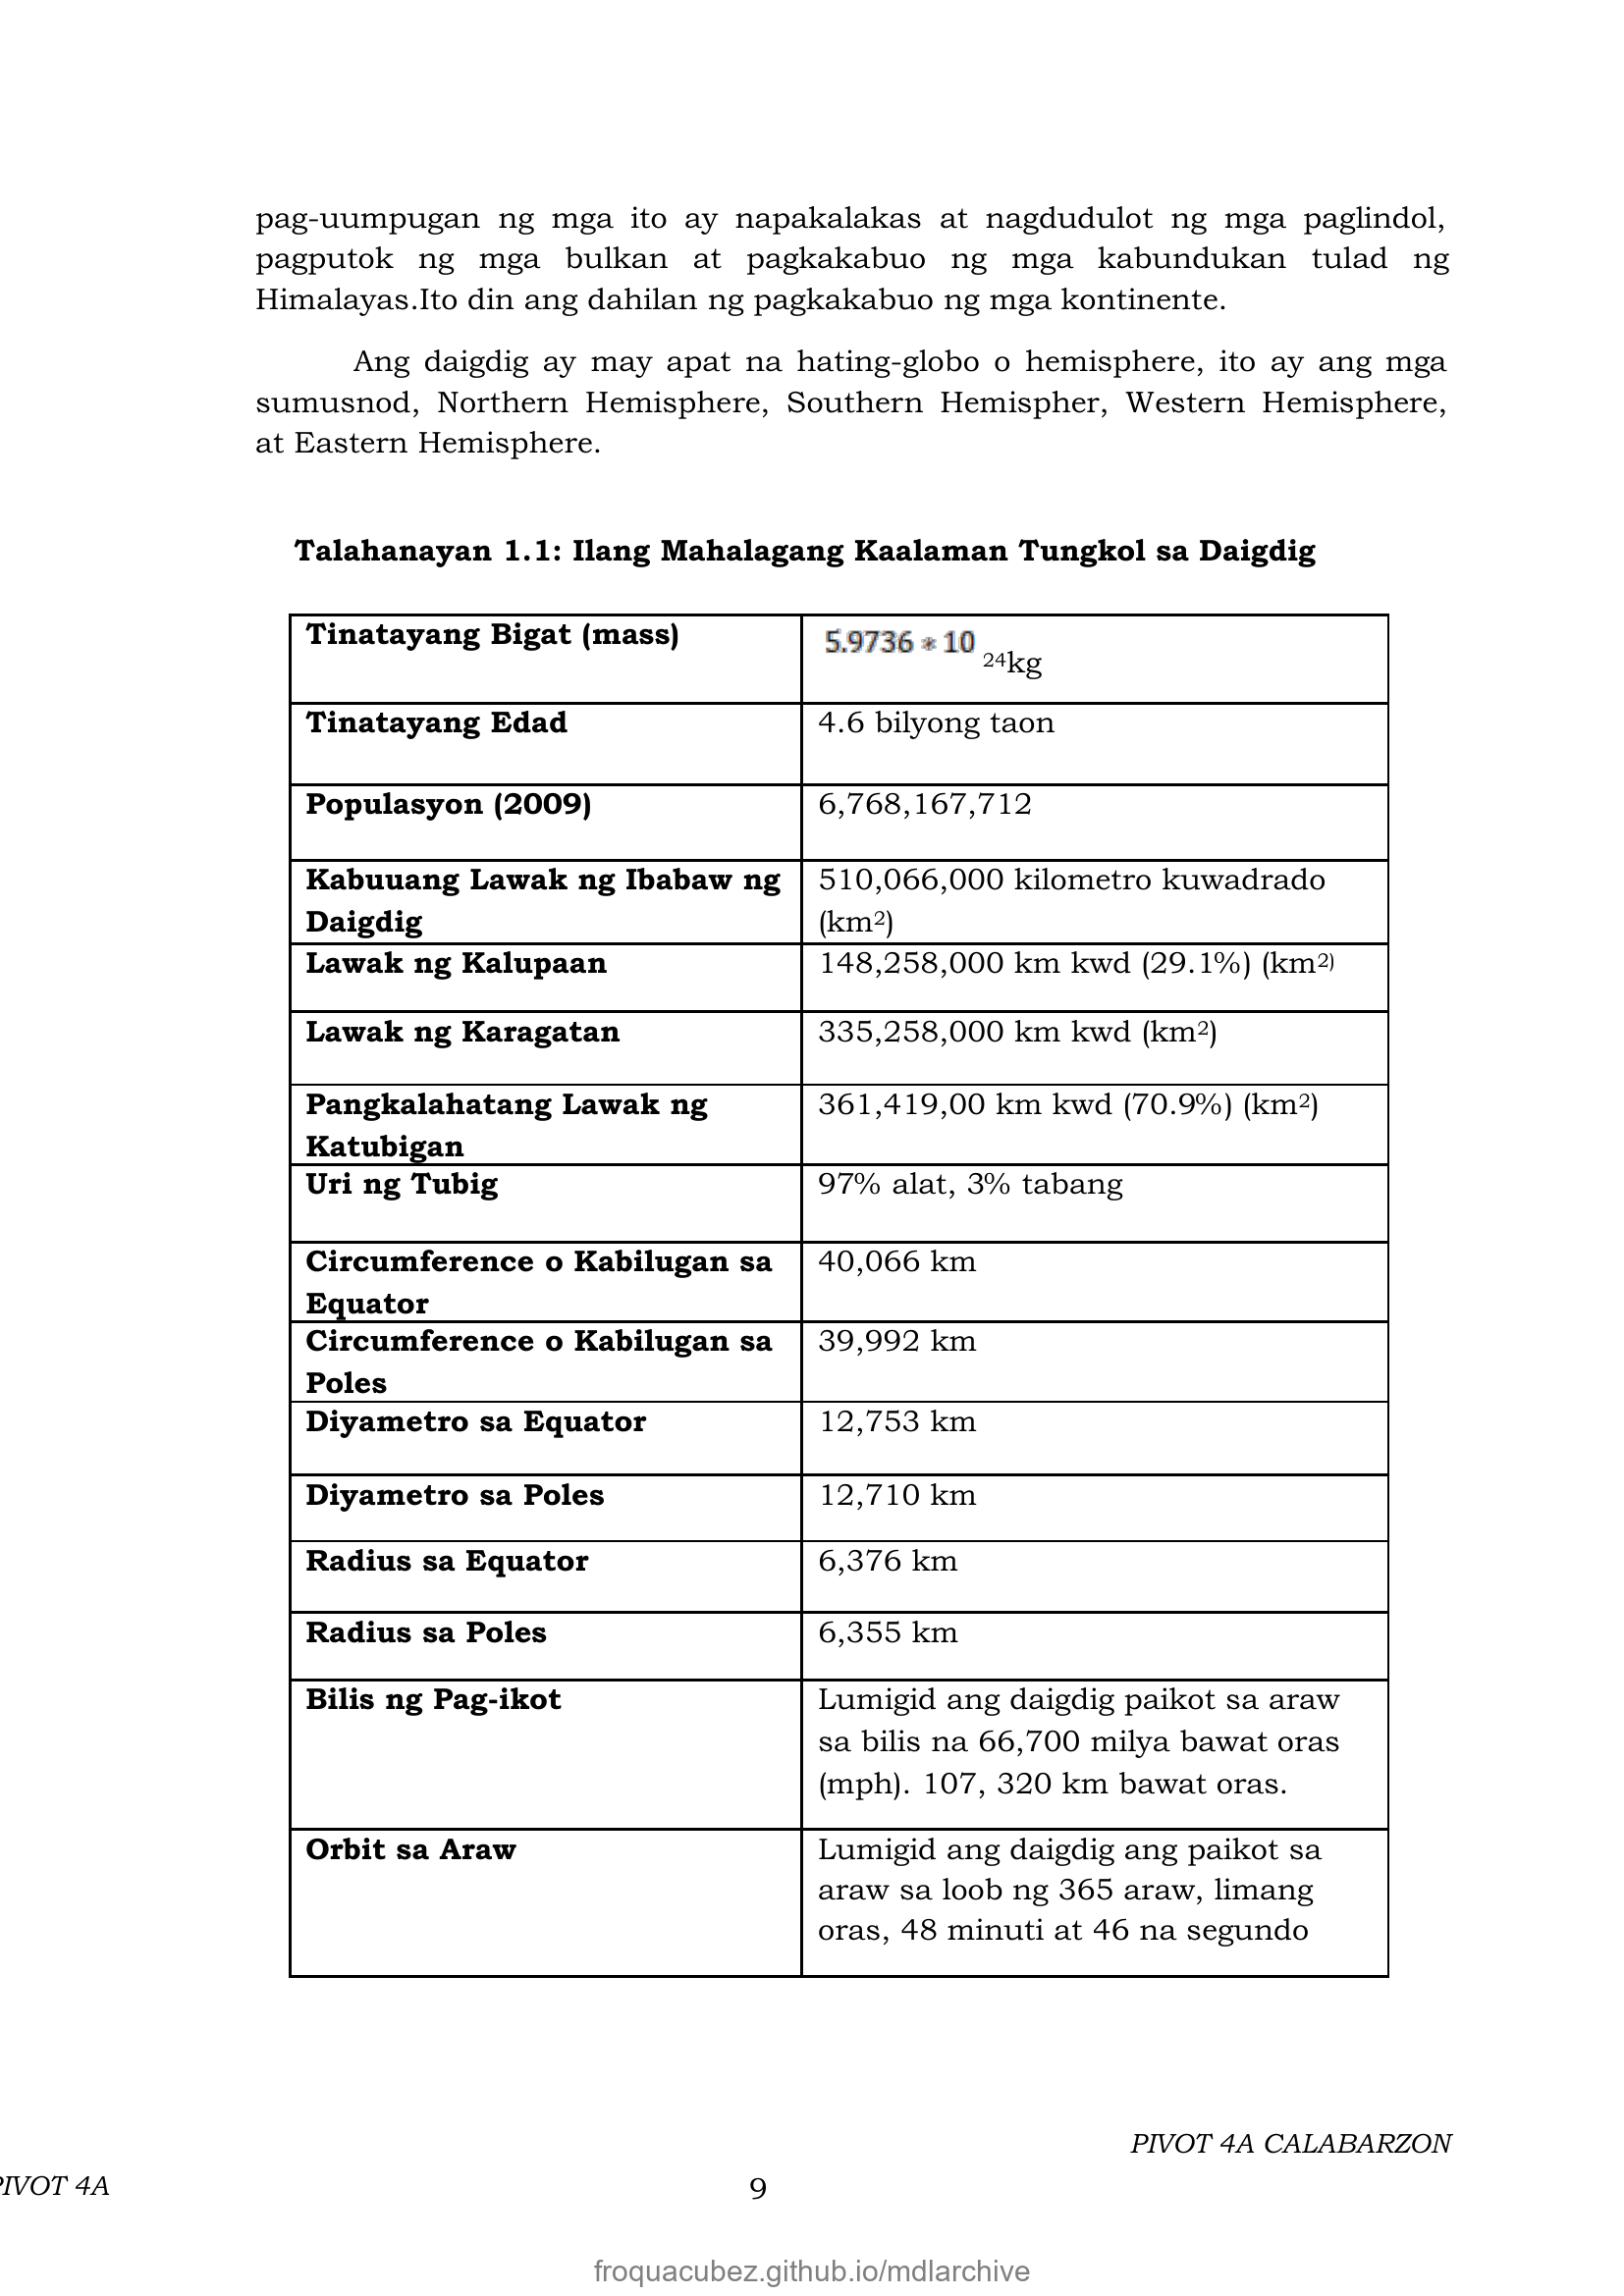 pag-uumpugan ng mga ito ay napakalakas at nagdudulot ng mga paglindol,
pagputok ng mga bulkan at pagkakabuo ng mga kabundukan tulad ng
Himalayas.Ito din ang dahilan ng pagkakabuo ng mga kontinente.
Ang daigdig ay may apat na hating-globo o hemisphere, ito ay ang mga
sumusnod, Northern Hemisphere, Southern Hemispher, Western Hemisphere,
at Eastern Hemisphere.
Talahanayan 1.1: Ilang Mahalagang Kaalaman Tungkol sa Daigdig
Tinatayang Bigat (mass)
5.9736 * 10 ²⁴kg
Tinatayang Edad
4.6 bilyong taon
Populasyon (2009)
6,768,167,712
Kabuuang Lawak ng Ibabaw ng
Daigdig
510,066,000 kilometro kuwadrado
(km²)
Lawak ng Kalupaan
148,258,000 km kwd (29.1%) (km²⁾
Lawak ng Karagatan
335,258,000 km kwd (km²)
Pangkalahatang Lawak ng
Katubigan
361,419,00 km kwd (70.9%) (km²)
Uri ng Tubig
97% alat, 3% tabang
Circumference o Kabilugan sa
Equator
40,066 km
Circumference o Kabilugan sa
Poles
39,992 km
Diyametro sa Equator
12,753 km
Diyametro sa Poles
12,710 km
Radius sa Equator
6,376 km
Radius sa Poles
6,355 km
Bilis ng Pag-ikot
Lumigid ang daigdig paikot sa araw
sa bilis na 66,700 milya bawat oras
(mph). 107, 320 km bawat oras.
Orbit sa Araw
Lumigid ang daigdig ang paikot sa
araw sa loob ng 365 araw, limang
oras, 48 minuti at 46 na segundo
PIVOT 4A CALABARZON
PIVOT 4A
9
froquacubez.github.io/mdlarchive